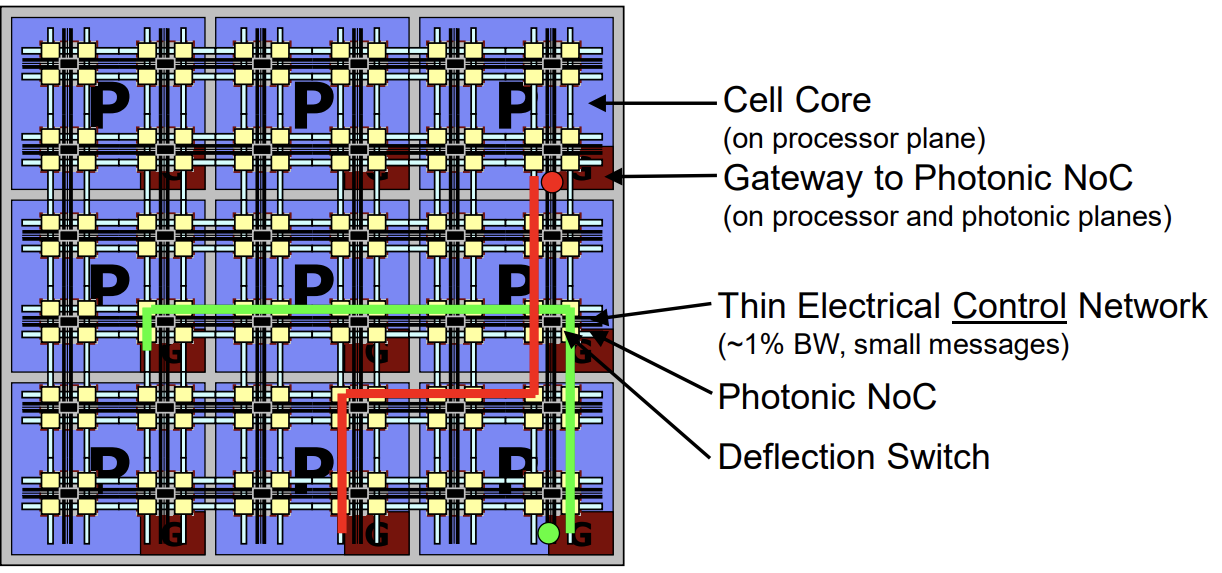 P P P
Cell Core
(on processor plane)
G G G
Gateway to Photonic NoC
(on processor and photonic planes)
P P P
Thin Electrical Control Network
(~1% BW, small messages)
G G G
Photonic NoC
Deflection Switch
P P P
G G G